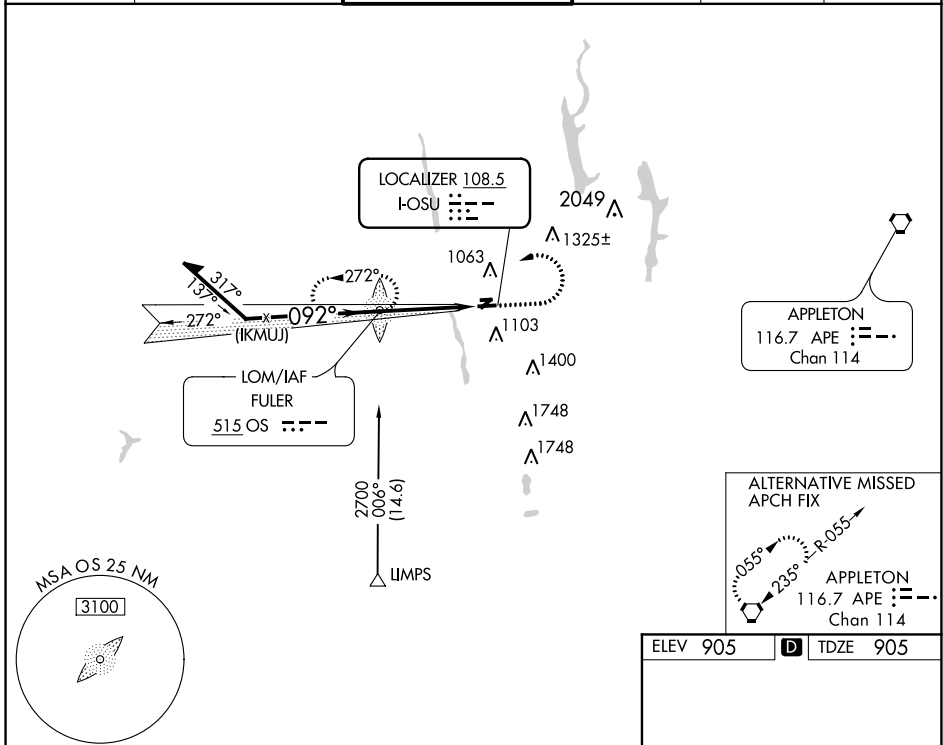 LOCALIZER 108.5
I-OSU
2049
1325±
1063
272°
317°
137°
272°
092°
(IKMUJ)
1103
APPLETON
116.7 APE
Chan 114
LOM/IAF
FULER
515 OS
1400
1748
1748
2700
006°
(14.6)
LIMPS
ALTERNATIVE MISSED
APCH FIX
055°
R-055
235°
APPLETON
116.7 APE
Chan 114
MSA OS 25 NM
3100
ELEV 905 D TDZE 905